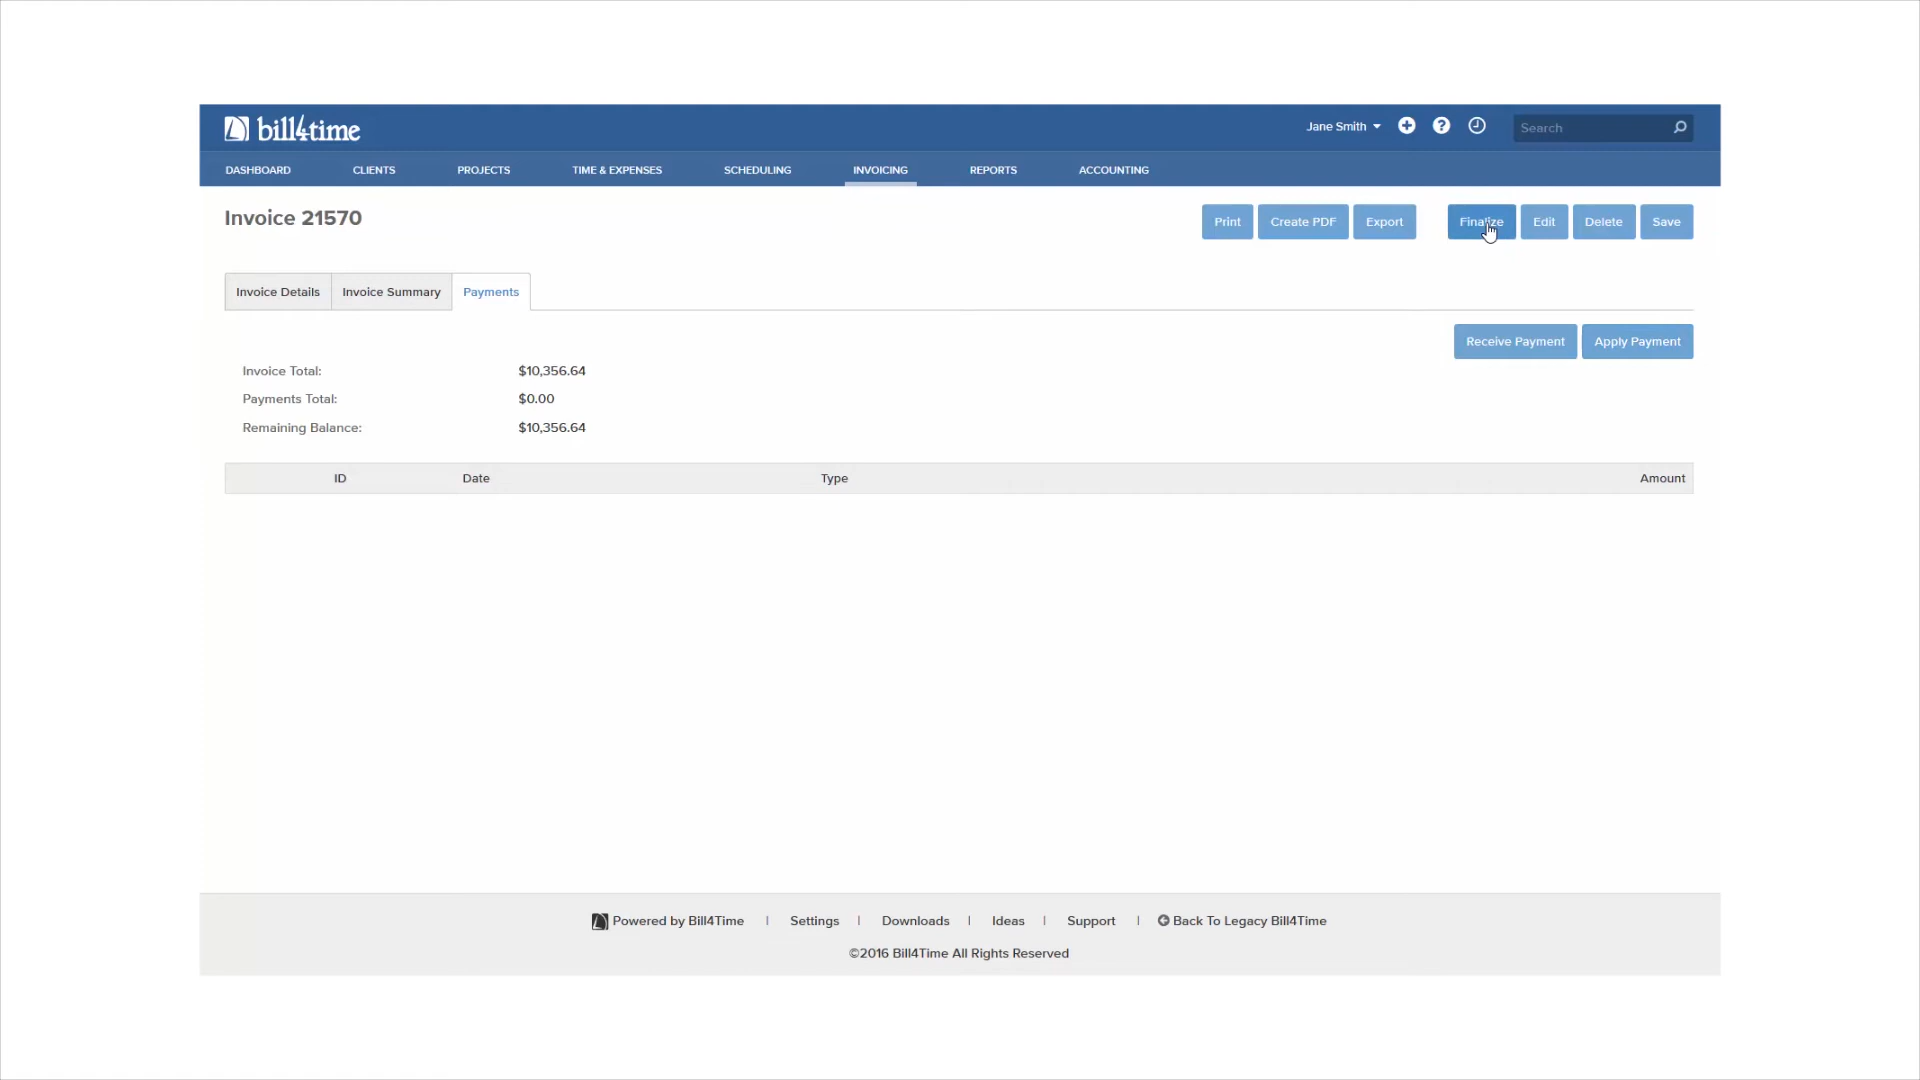 bill4time
Jane Smith
Search
DASHBOARD CLIENTS PROJECTS TIME & EXPENSES SCHEDULING INVOICING REPORTS ACCOUNTING
Invoice 21570
Print Create PDF Export Finalize Edit Delete Save
Invoice Details Invoice Summary Payments
Receive Payment Apply Payment
Invoice Total: $10,356.64
Payments Total: $0.00
Remaining Balance: $10,356.64
ID Date Type Amount
Powered by Bill4Time | Settings | Downloads | Ideas | Support | Back To Legacy Bill4Time
©2016 Bill4Time All Rights Reserved